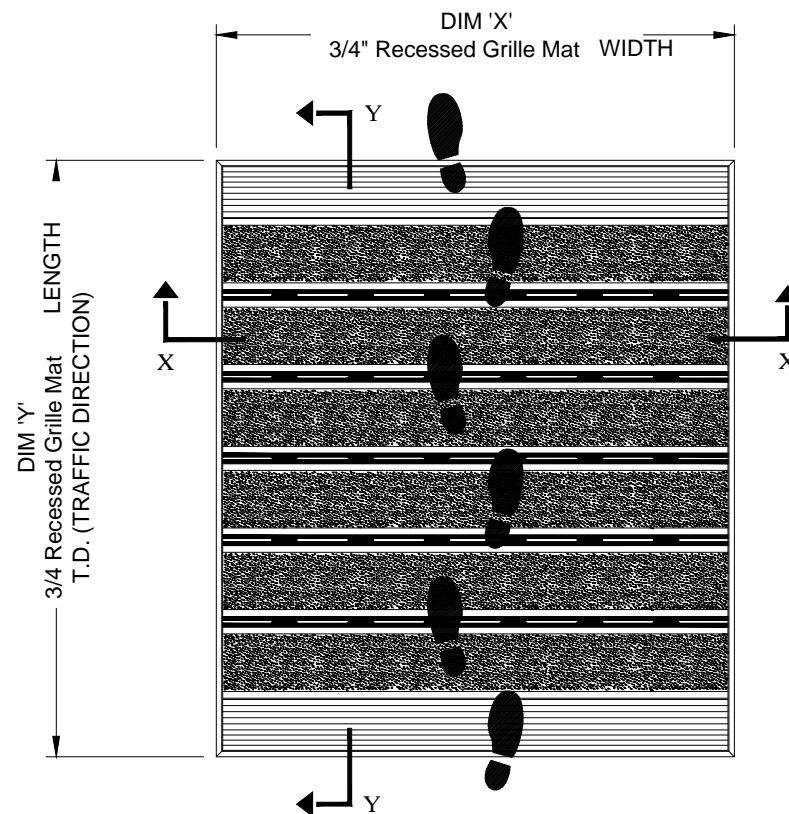 DIM 'X'
3/4" Recessed Grille Mat WIDTH
Y
DIM 'Y'
3/4 Recessed Grille Mat LENGTH
T.D. (TRAFFIC DIRECTION)
X
X
Y